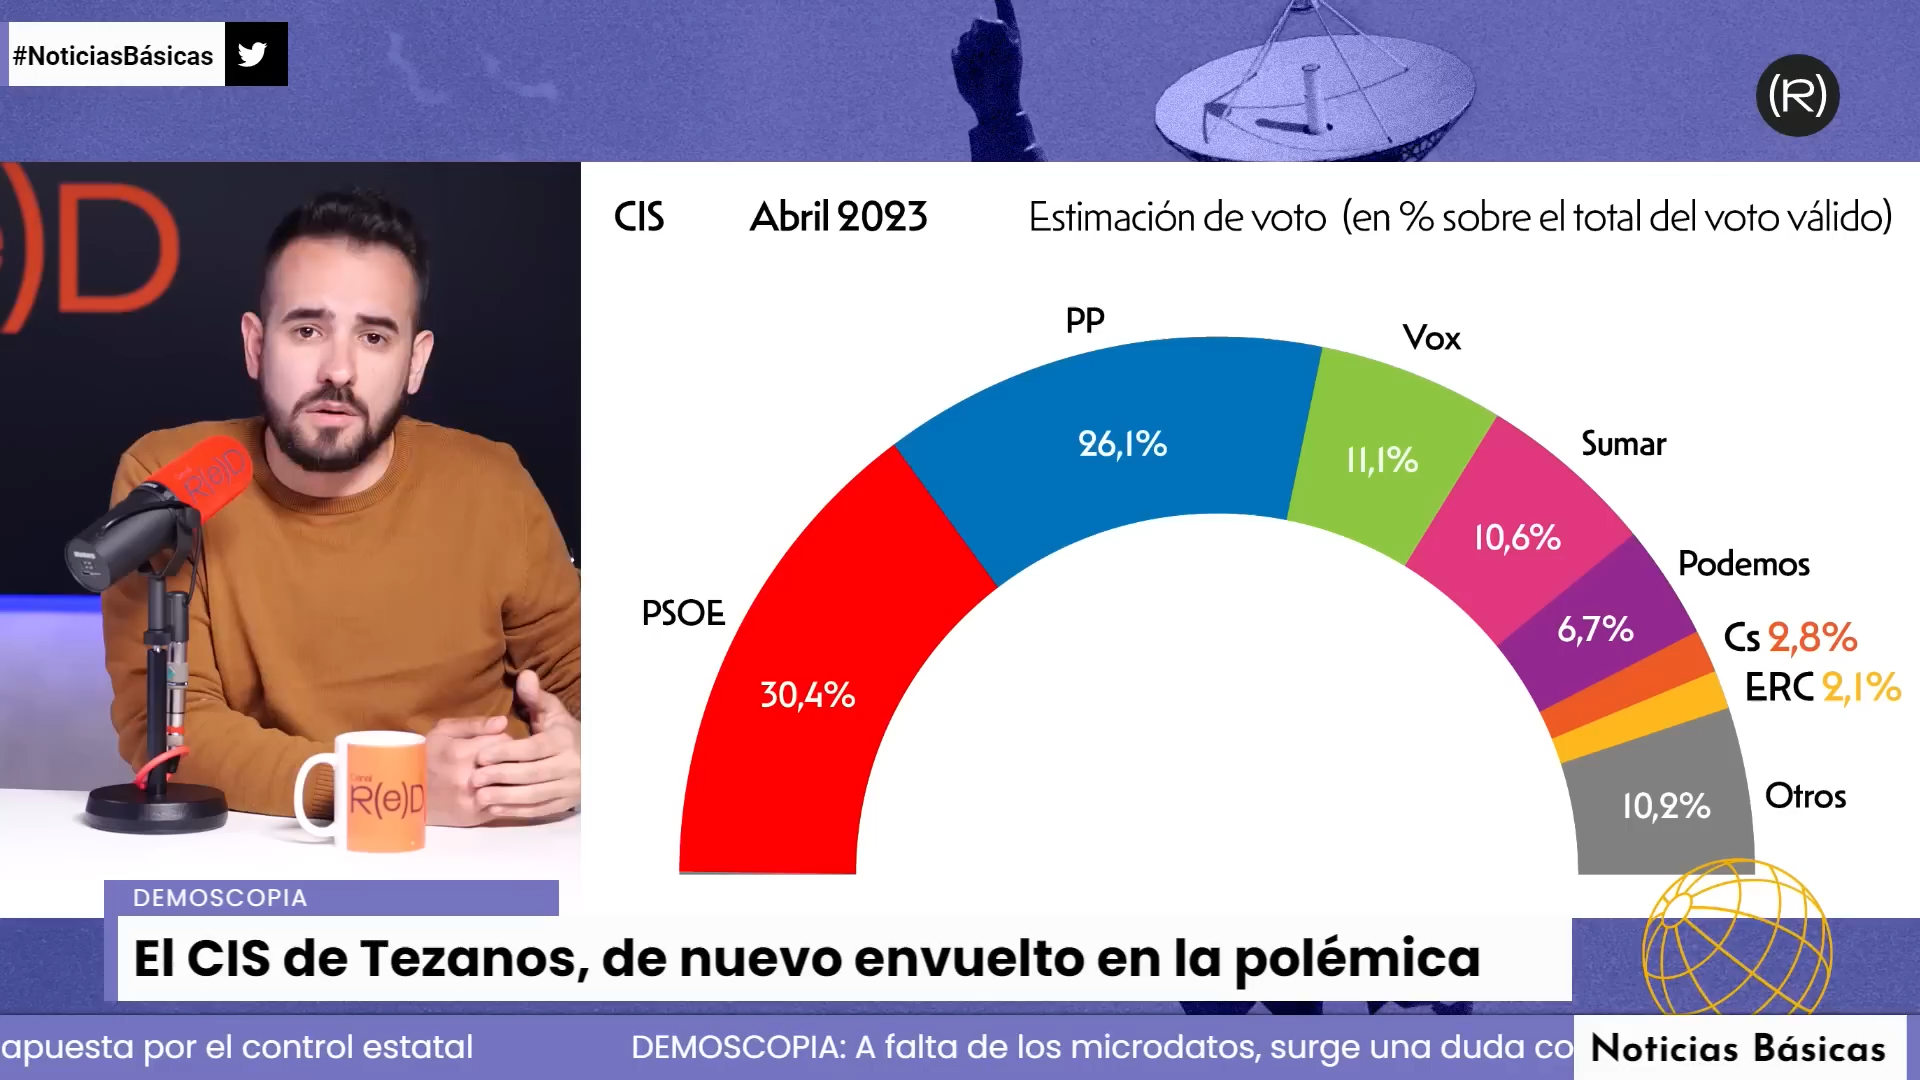 #NoticiasBásicas
(R)
e)D
CIS Abril 2023 Estimación de voto (en % sobre el total del voto válido)
PP
Vox
Sumar
26,1%
11,1%
10,6%
Podemos
PSOE
6,7%
Cs 2,8%
30,4%
ERC 2,1%
Otros
10,2%
Canal
R(e)D
Canal
R(e)D
DEMOSCOPIA
El CIS de Tezanos, de nuevo envuelto en la polémica
apuesta por el control estatal DEMOSCOPIA: A falta de los microdatos, surge una duda co
Noticias Básicas